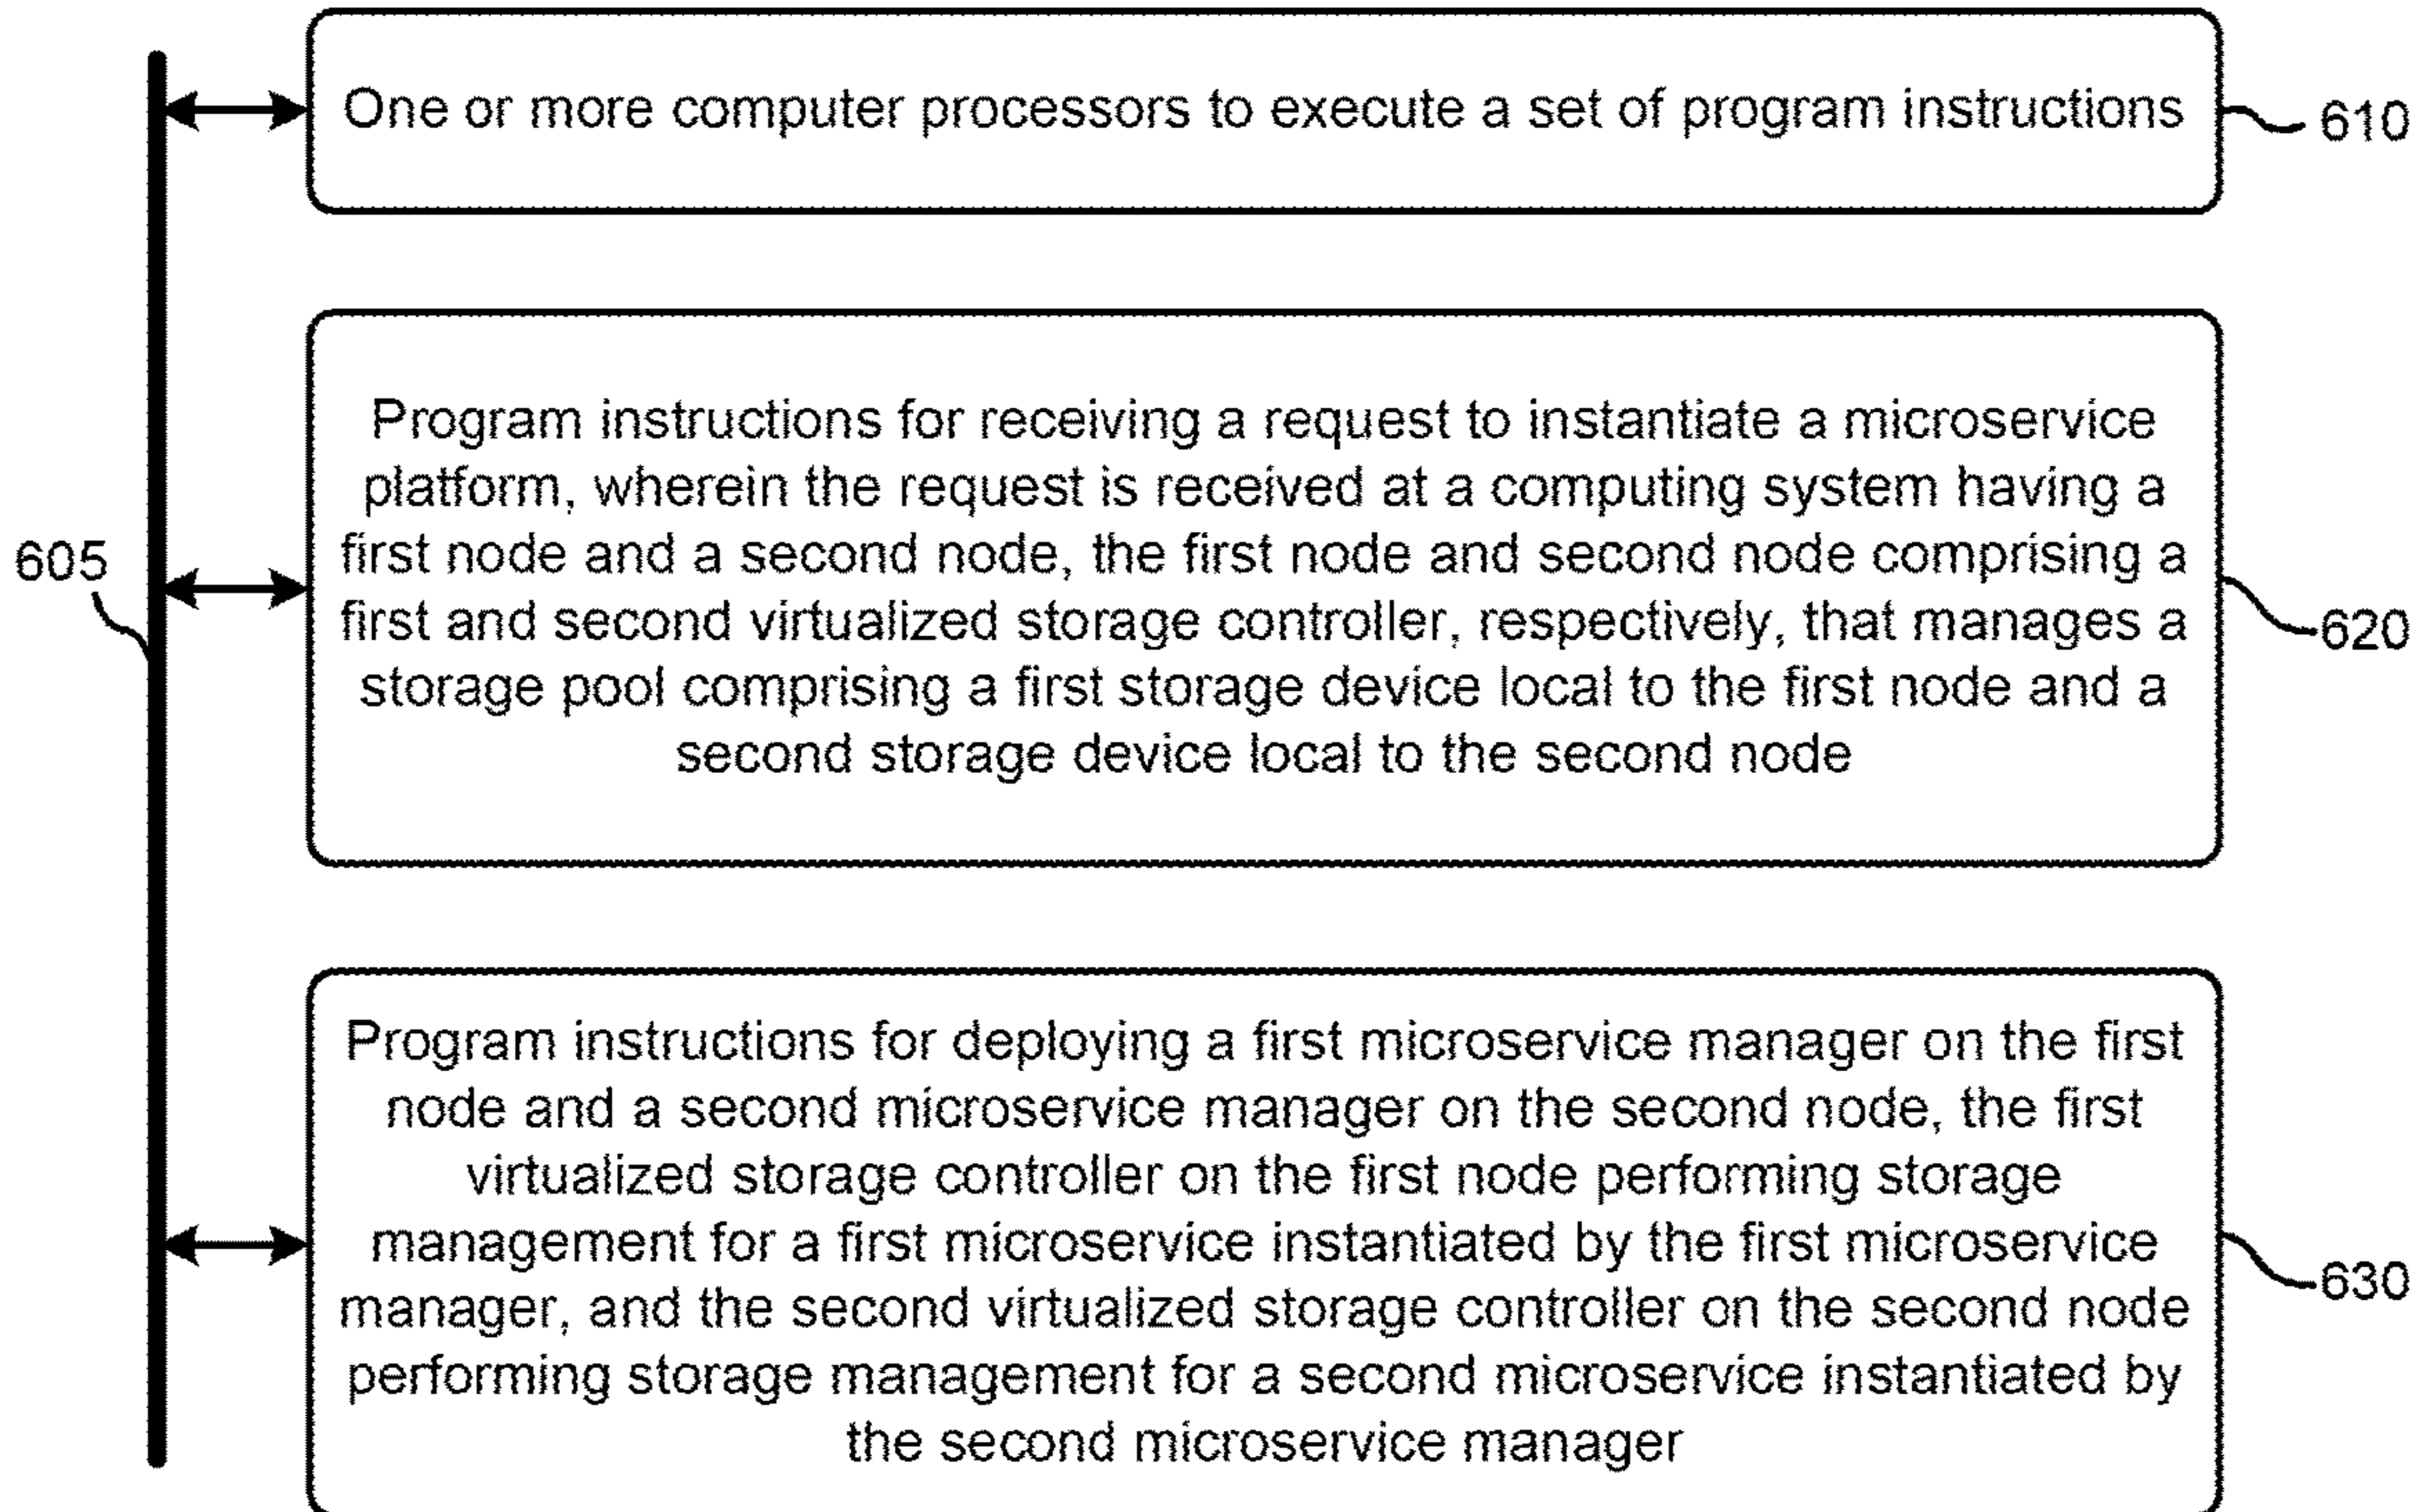 One or more computer processors to execute a set of program instructions
610
Program instructions for receiving a request to instantiate a microservice
platform, wherein the request is received at a computing system having a
first node and a second node, the first node and second node comprising a
first and second virtualized storage controller, respectively, that manages a
storage pool comprising a first storage device local to the first node and a
second storage device local to the second node
605
620
Program instructions for deploying a first microservice manager on the first
node and a second microservice manager on the second node, the first
virtualized storage controller on the first node performing storage
management for a first microservice instantiated by the first microservice
manager, and the second virtualized storage controller on the second node
performing storage management for a second microservice instantiated by
the second microservice manager
630